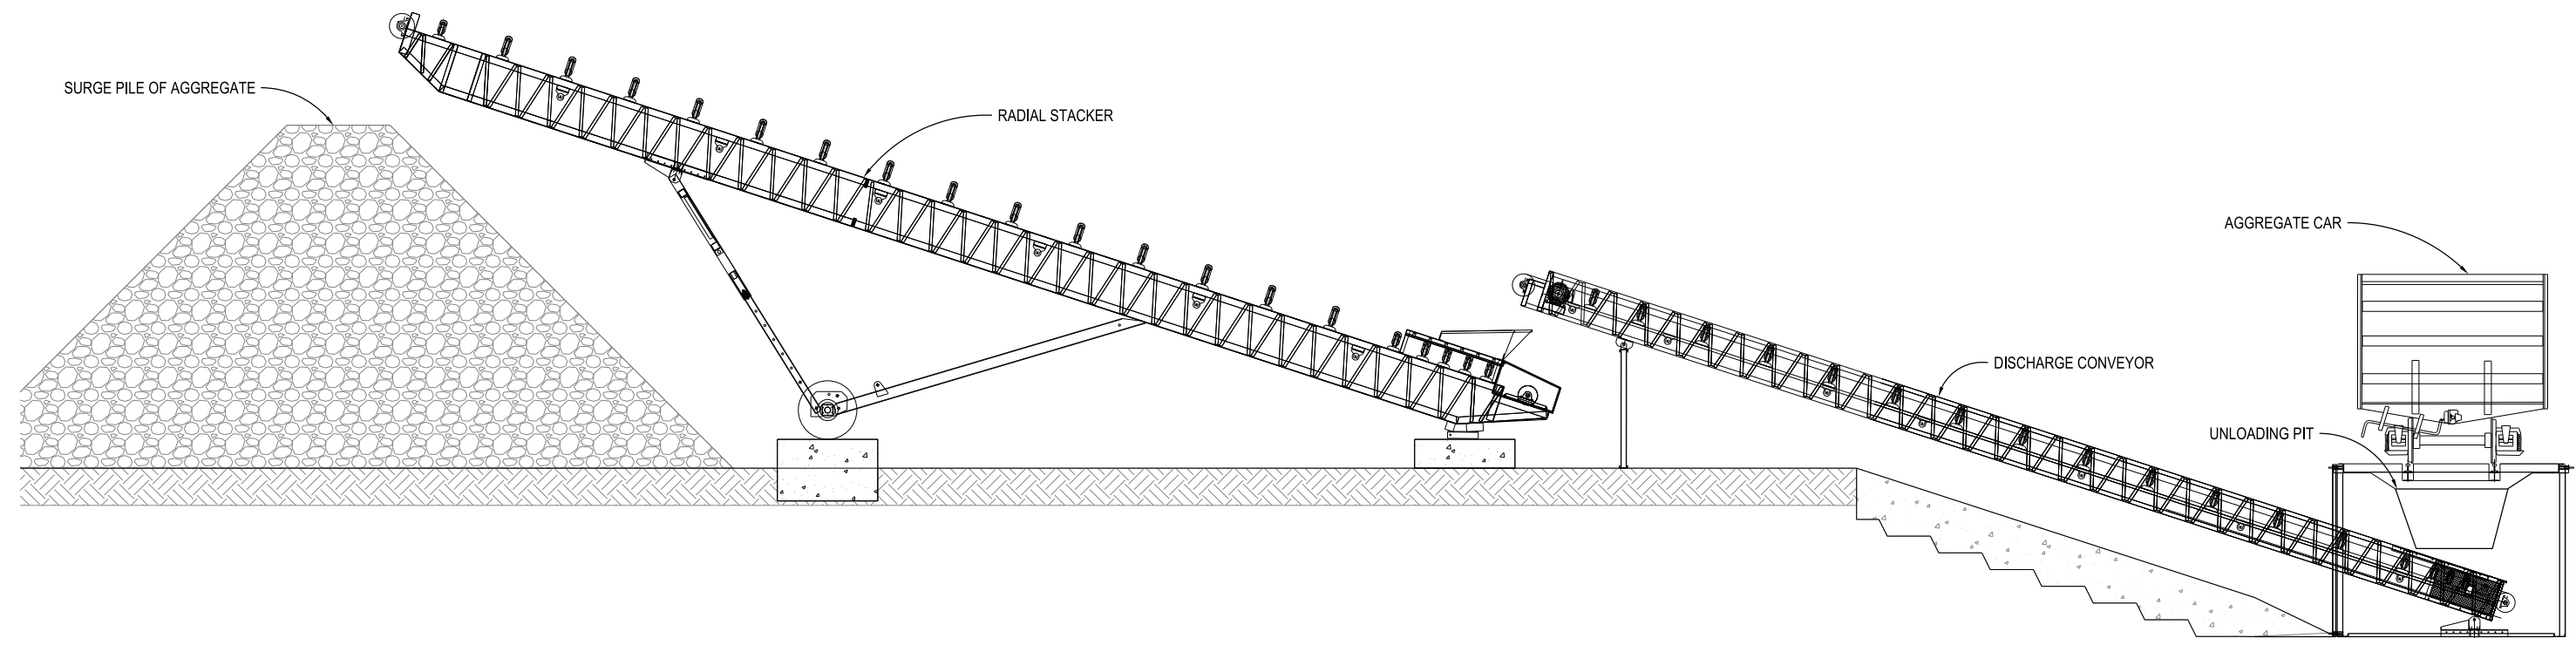 SURGE PILE OF AGGREGATE
RADIAL STACKER
AGGREGATE CAR
DISCHARGE CONVEYOR
UNLOADING PIT